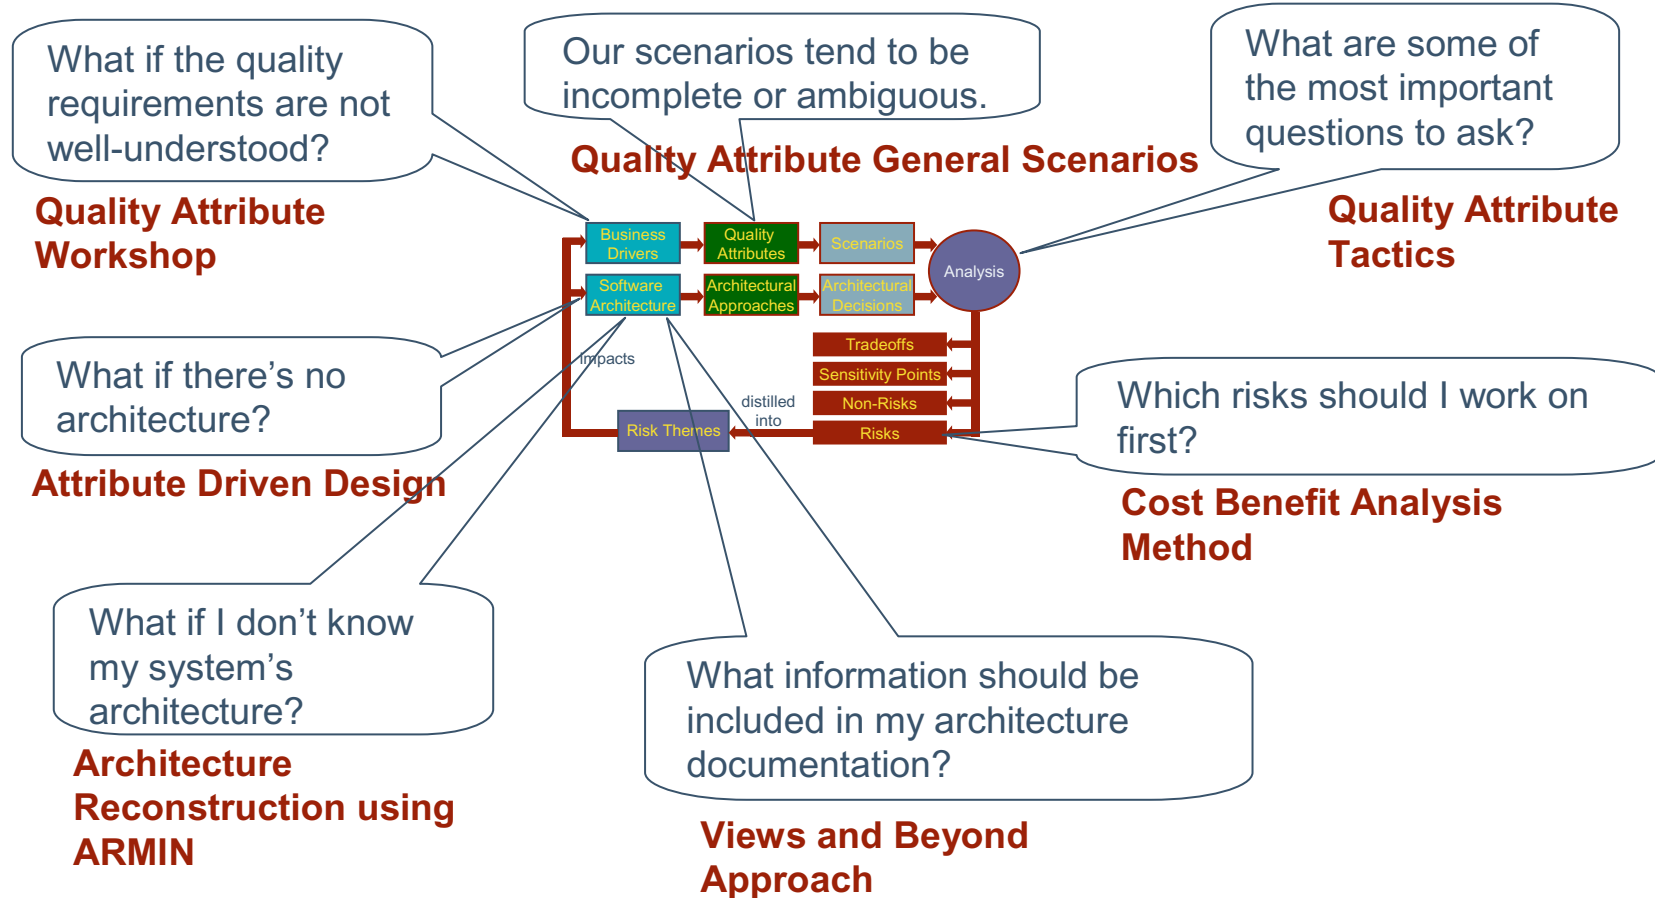 What if the quality
requirements are not
well-understood?
Our scenarios tend to be
incomplete or ambiguous.
What are some of
the most important
questions to ask?
Quality Attribute General Scenarios
Quality Attribute
Workshop
Quality Attribute
Tactics
Business
Drivers
Quality
Attributes
Scenarios
Analysis
Software
Architecture
Architectural
Approaches
Architectural
Decisions
impacts
Tradeoffs
Sensitivity Points
Non-Risks
Risks
distilled
into
Risk Themes
What if there's no
architecture?
Attribute Driven Design
Which risks should I work on
first?
Cost Benefit Analysis
Method
What if I don't know
my system's
architecture?
Architecture
Reconstruction using
ARMIN
What information should be
included in my architecture
documentation?
Views and Beyond
Approach